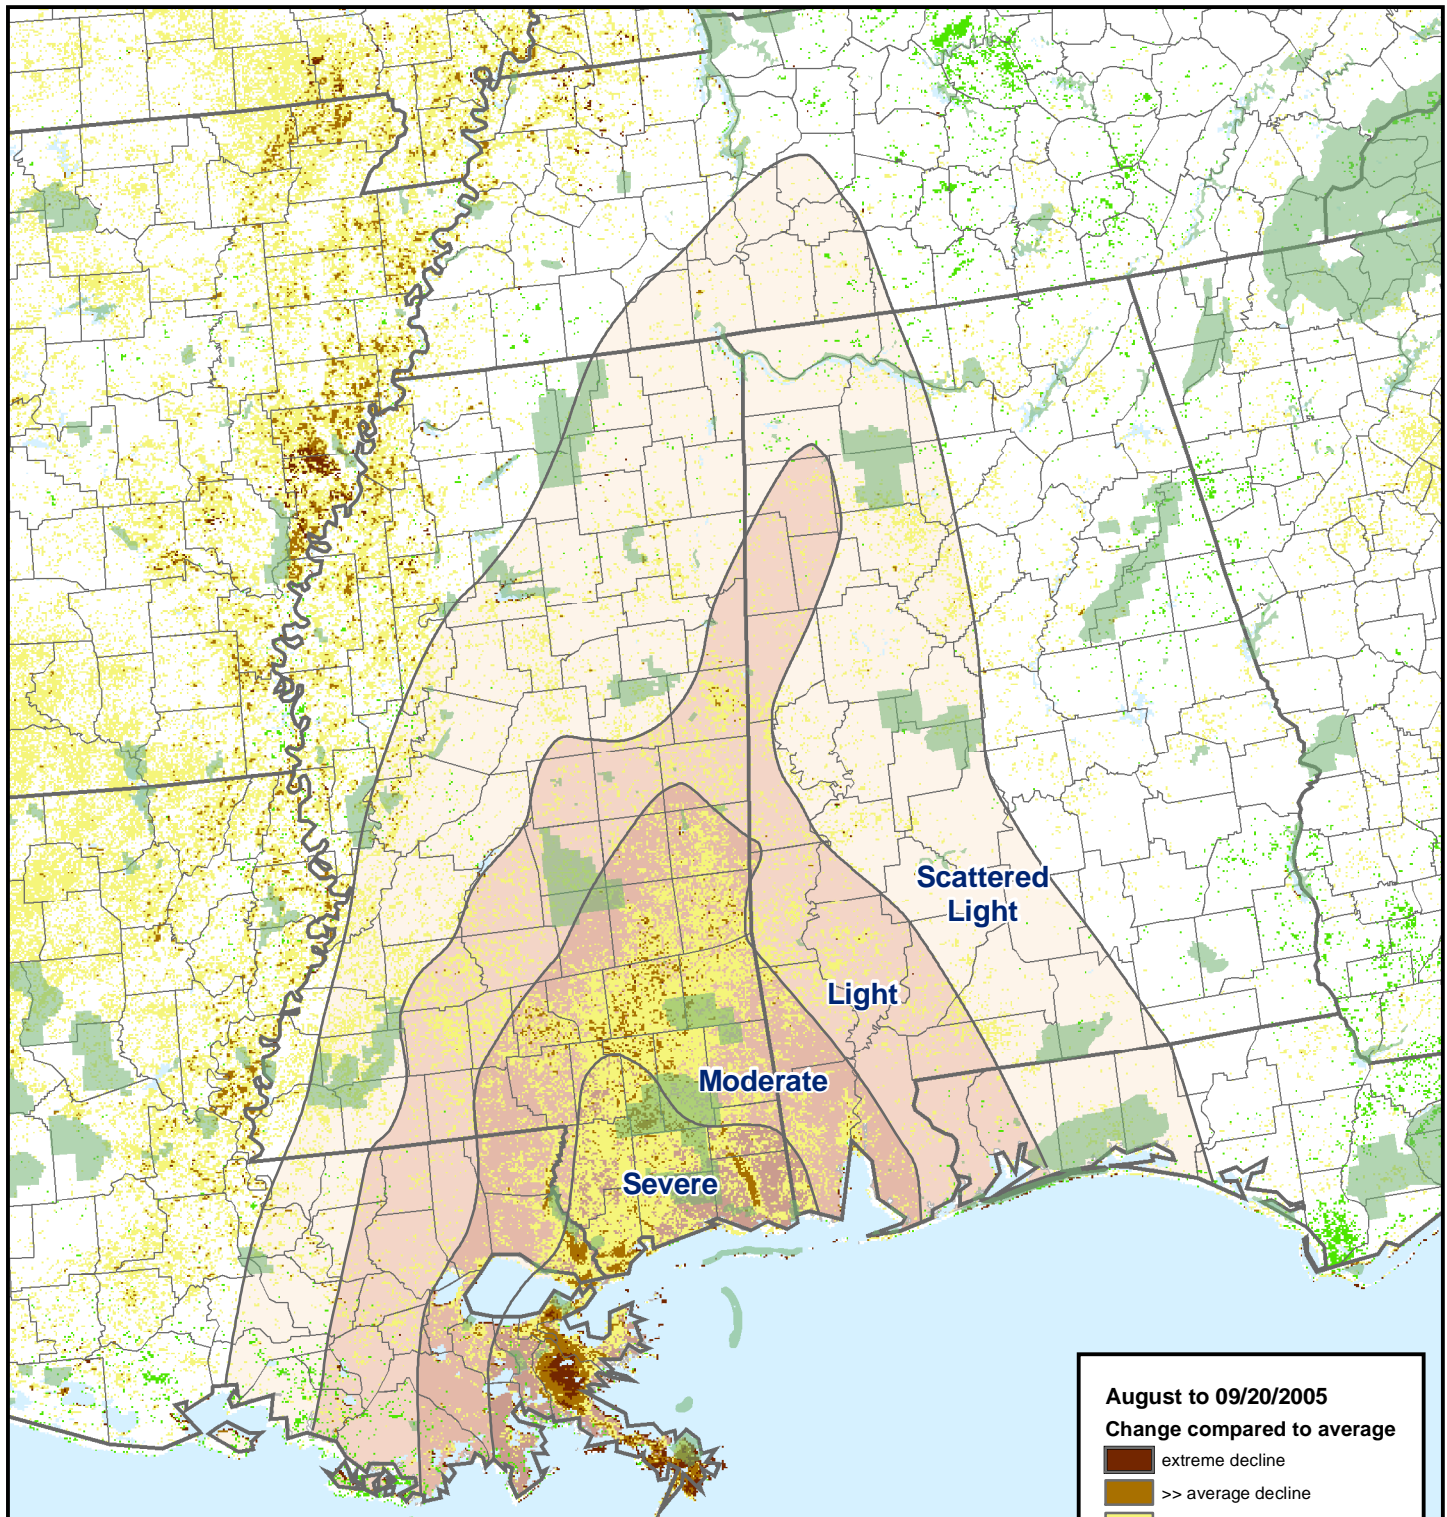 Scattered
Light
Light
Moderate
Severe
August to 09/20/2005
Change compared to average
extreme decline
>> average decline